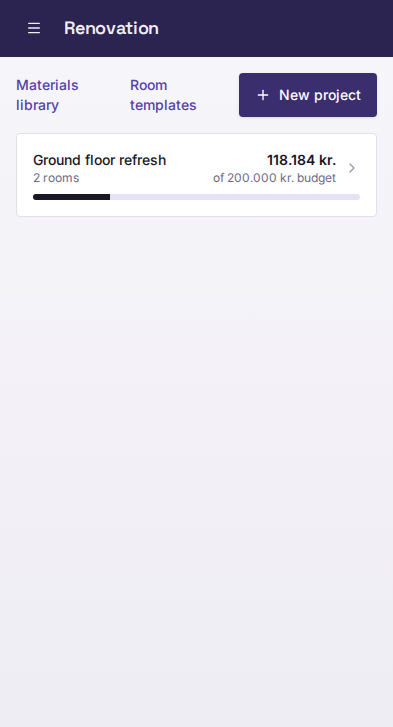 Renovation
Materials
library
Room
templates
New project
Ground floor refresh
118.184 kr.
2 rooms
of 200.000 kr. budget